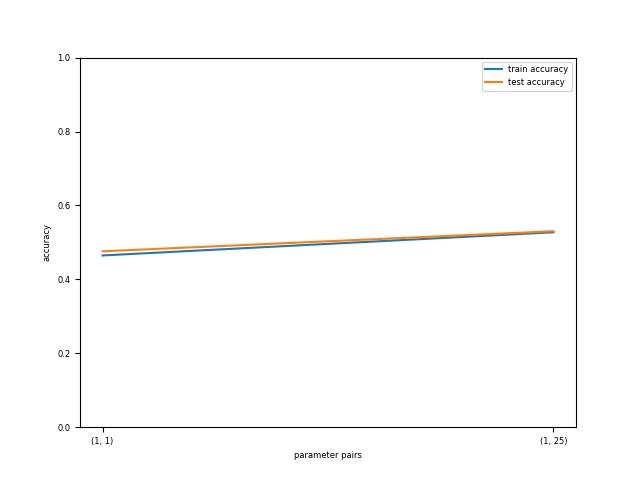 1.0
train accuracy
test accuracy
0.8
0.6
accuracy
0.4
0.2
0.0
(1, 1)
(1, 25)
parameter pairs